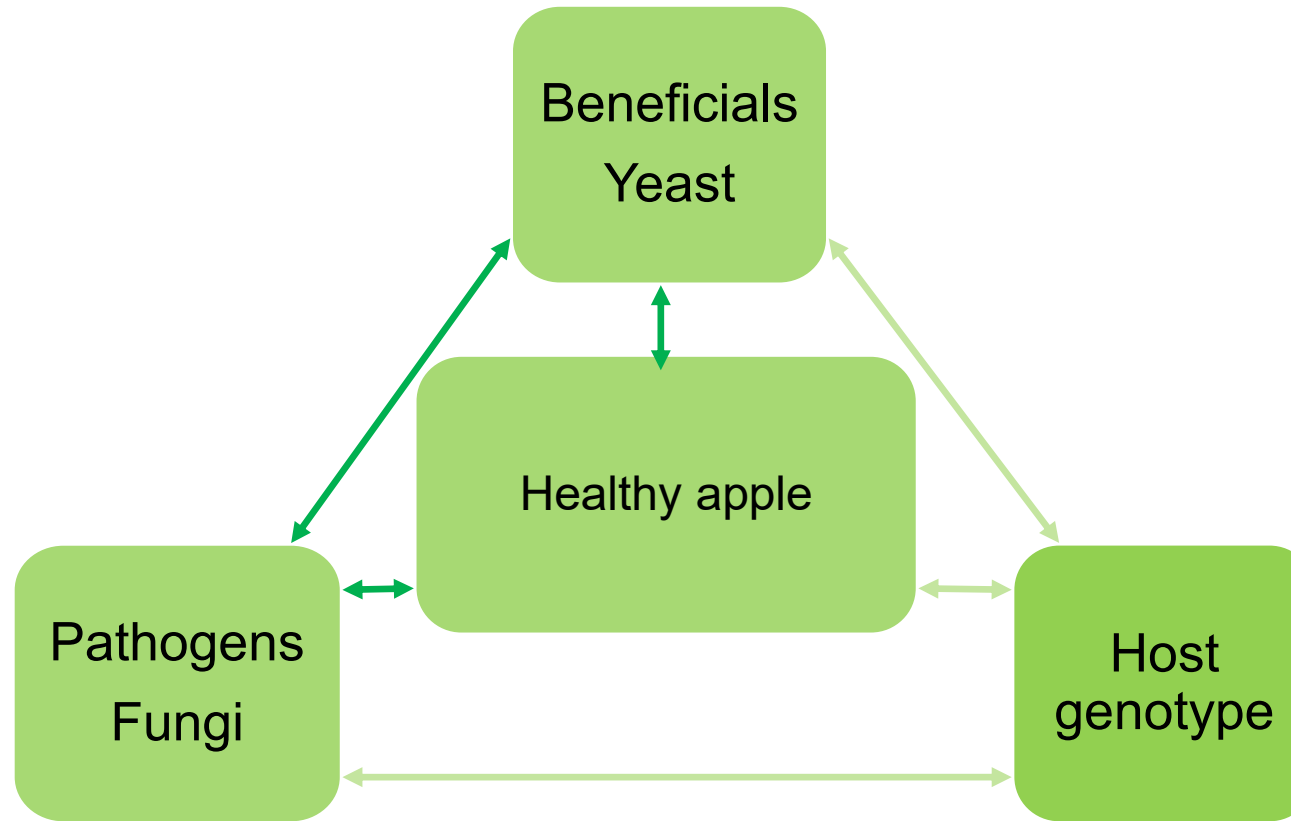 Beneficials
Yeast
Healthy apple
Pathogens
Fungi
Host
genotype